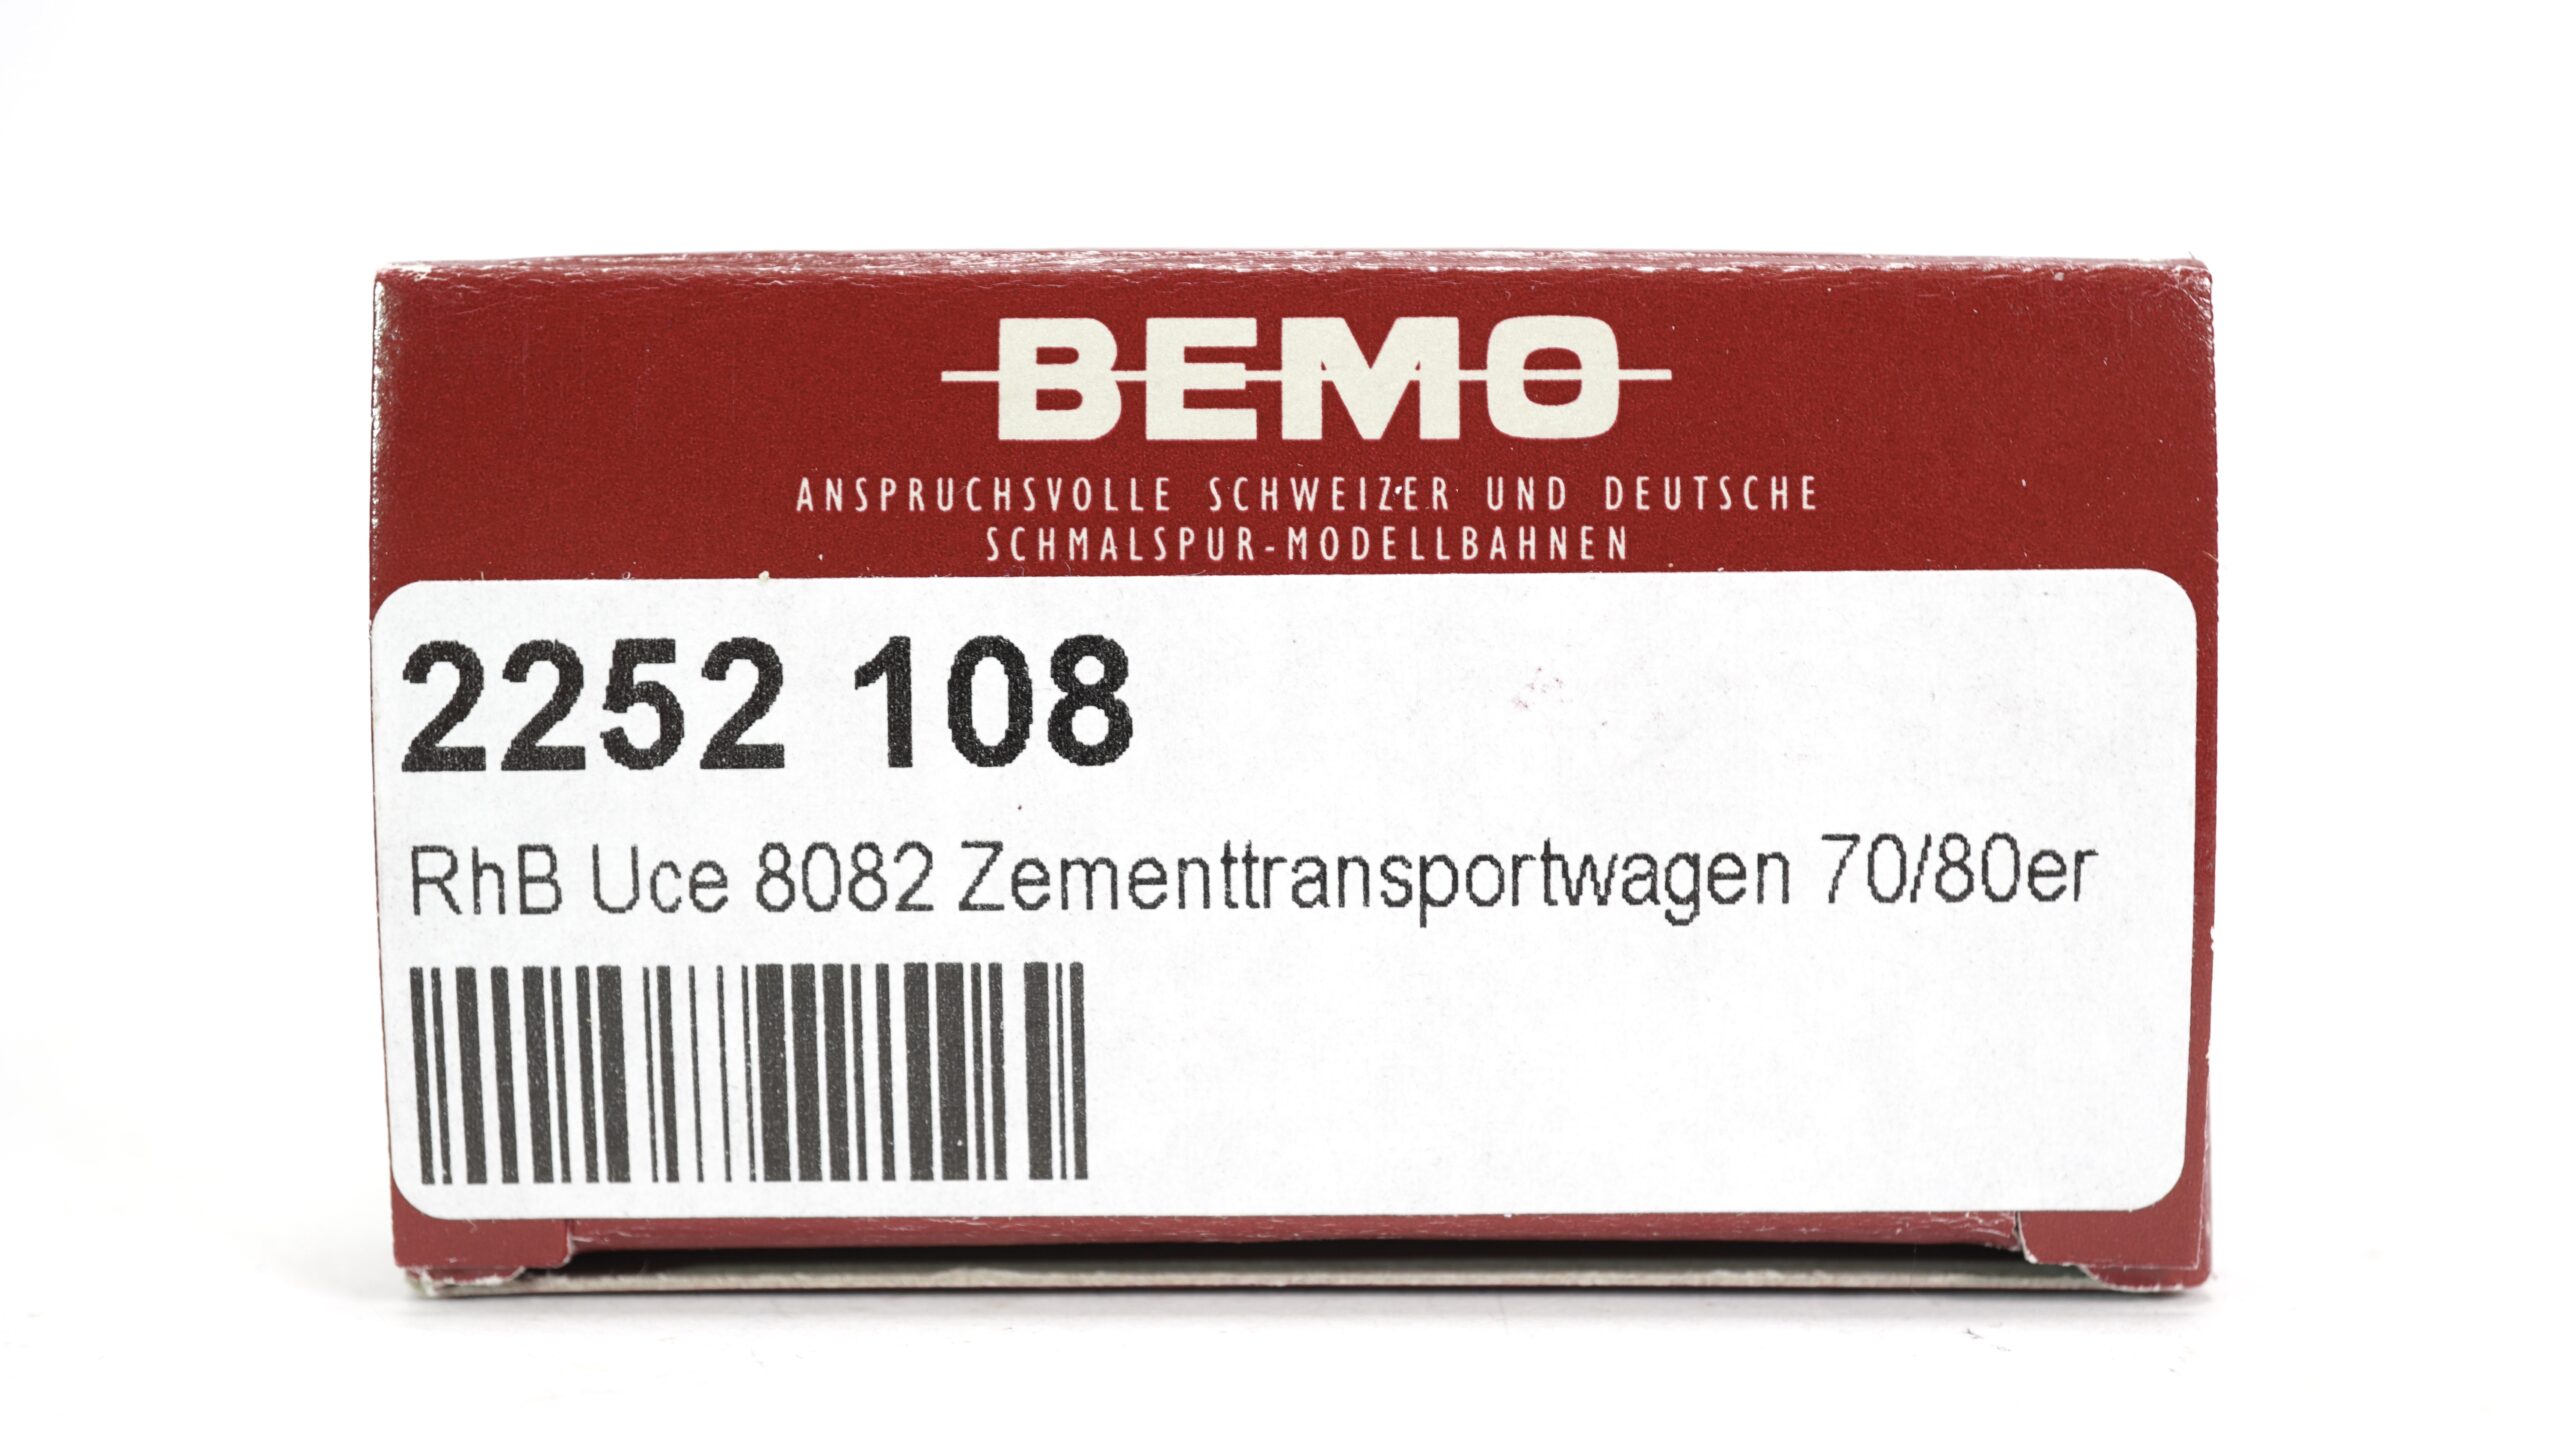 BEMO
ANSPRUCHSVOLLE SCHWEIZER UND DEUTSCHE
SCHMALSPUR-MODELLBAHNEN
2252 108
RhB Uce 8082 Zementtransportwagen 70/80er